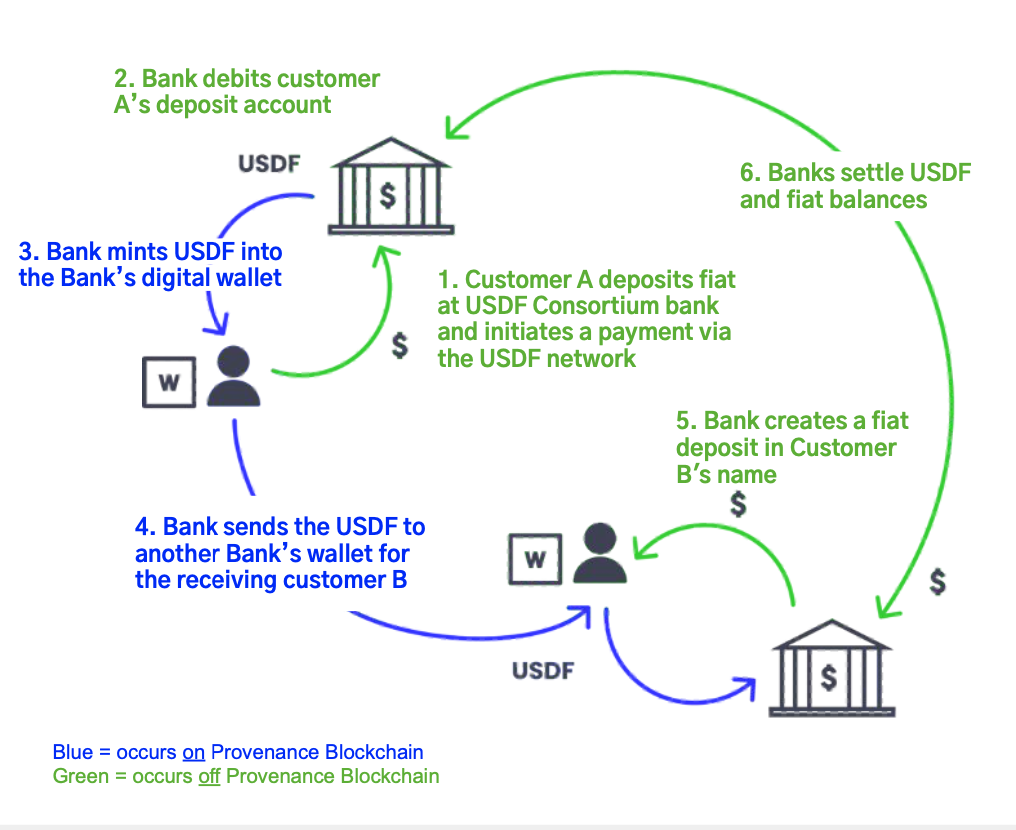 2. Bank debits customer
A's deposit account
USDF
$
6. Banks settle USDF
and fiat balances
3. Bank mints USDF into
the Bank's digital wallet
1. Customer A deposits fiat
at USDF Consortium bank
and initiates a payment via
the USDF network
$
W
5. Bank creates a fiat
deposit in Customer
B's name
$
4. Bank sends the USDF to
another Bank's wallet for
the receiving customer B
W
$
USDF
$
Blue = occurs on Provenance Blockchain
Green = occurs off Provenance Blockchain